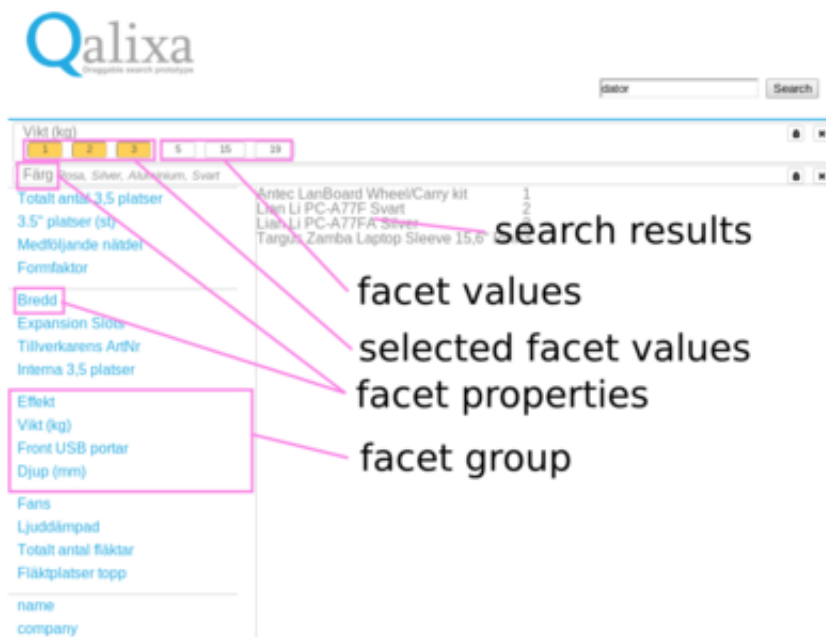 Qalixa
Draggable search prototype
dator
Search
Vikt (kg)
1 2 3 5 15 19
Färg Rosa, Silver, Aluminium, Svart
Totalt antal 3,5 platser
3.5" platser (st)
Medföljande nätdel
Formfaktor
Bredd
Expansion Slots
Tillverkarens ArtNr
Interna 3,5 platser
Effekt
Vikt (kg)
Front USB portar
Djup (mm)
Fans
Ljuddämpad
Totalt antal fläktar
Fläktplatser topp
name
company
Antec LanBoard Wheel/Carry kit 1
Lian Li PC-A77F Svart 2
Lian Li PC-A77FA Silver
Targus Zamba Laptop Sleeve 15,6"
search results
facet values
selected facet values
facet properties
facet group